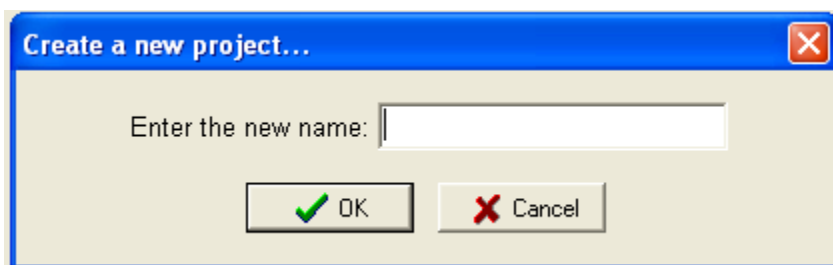 Create a new project...
Enter the new name:
OK Cancel